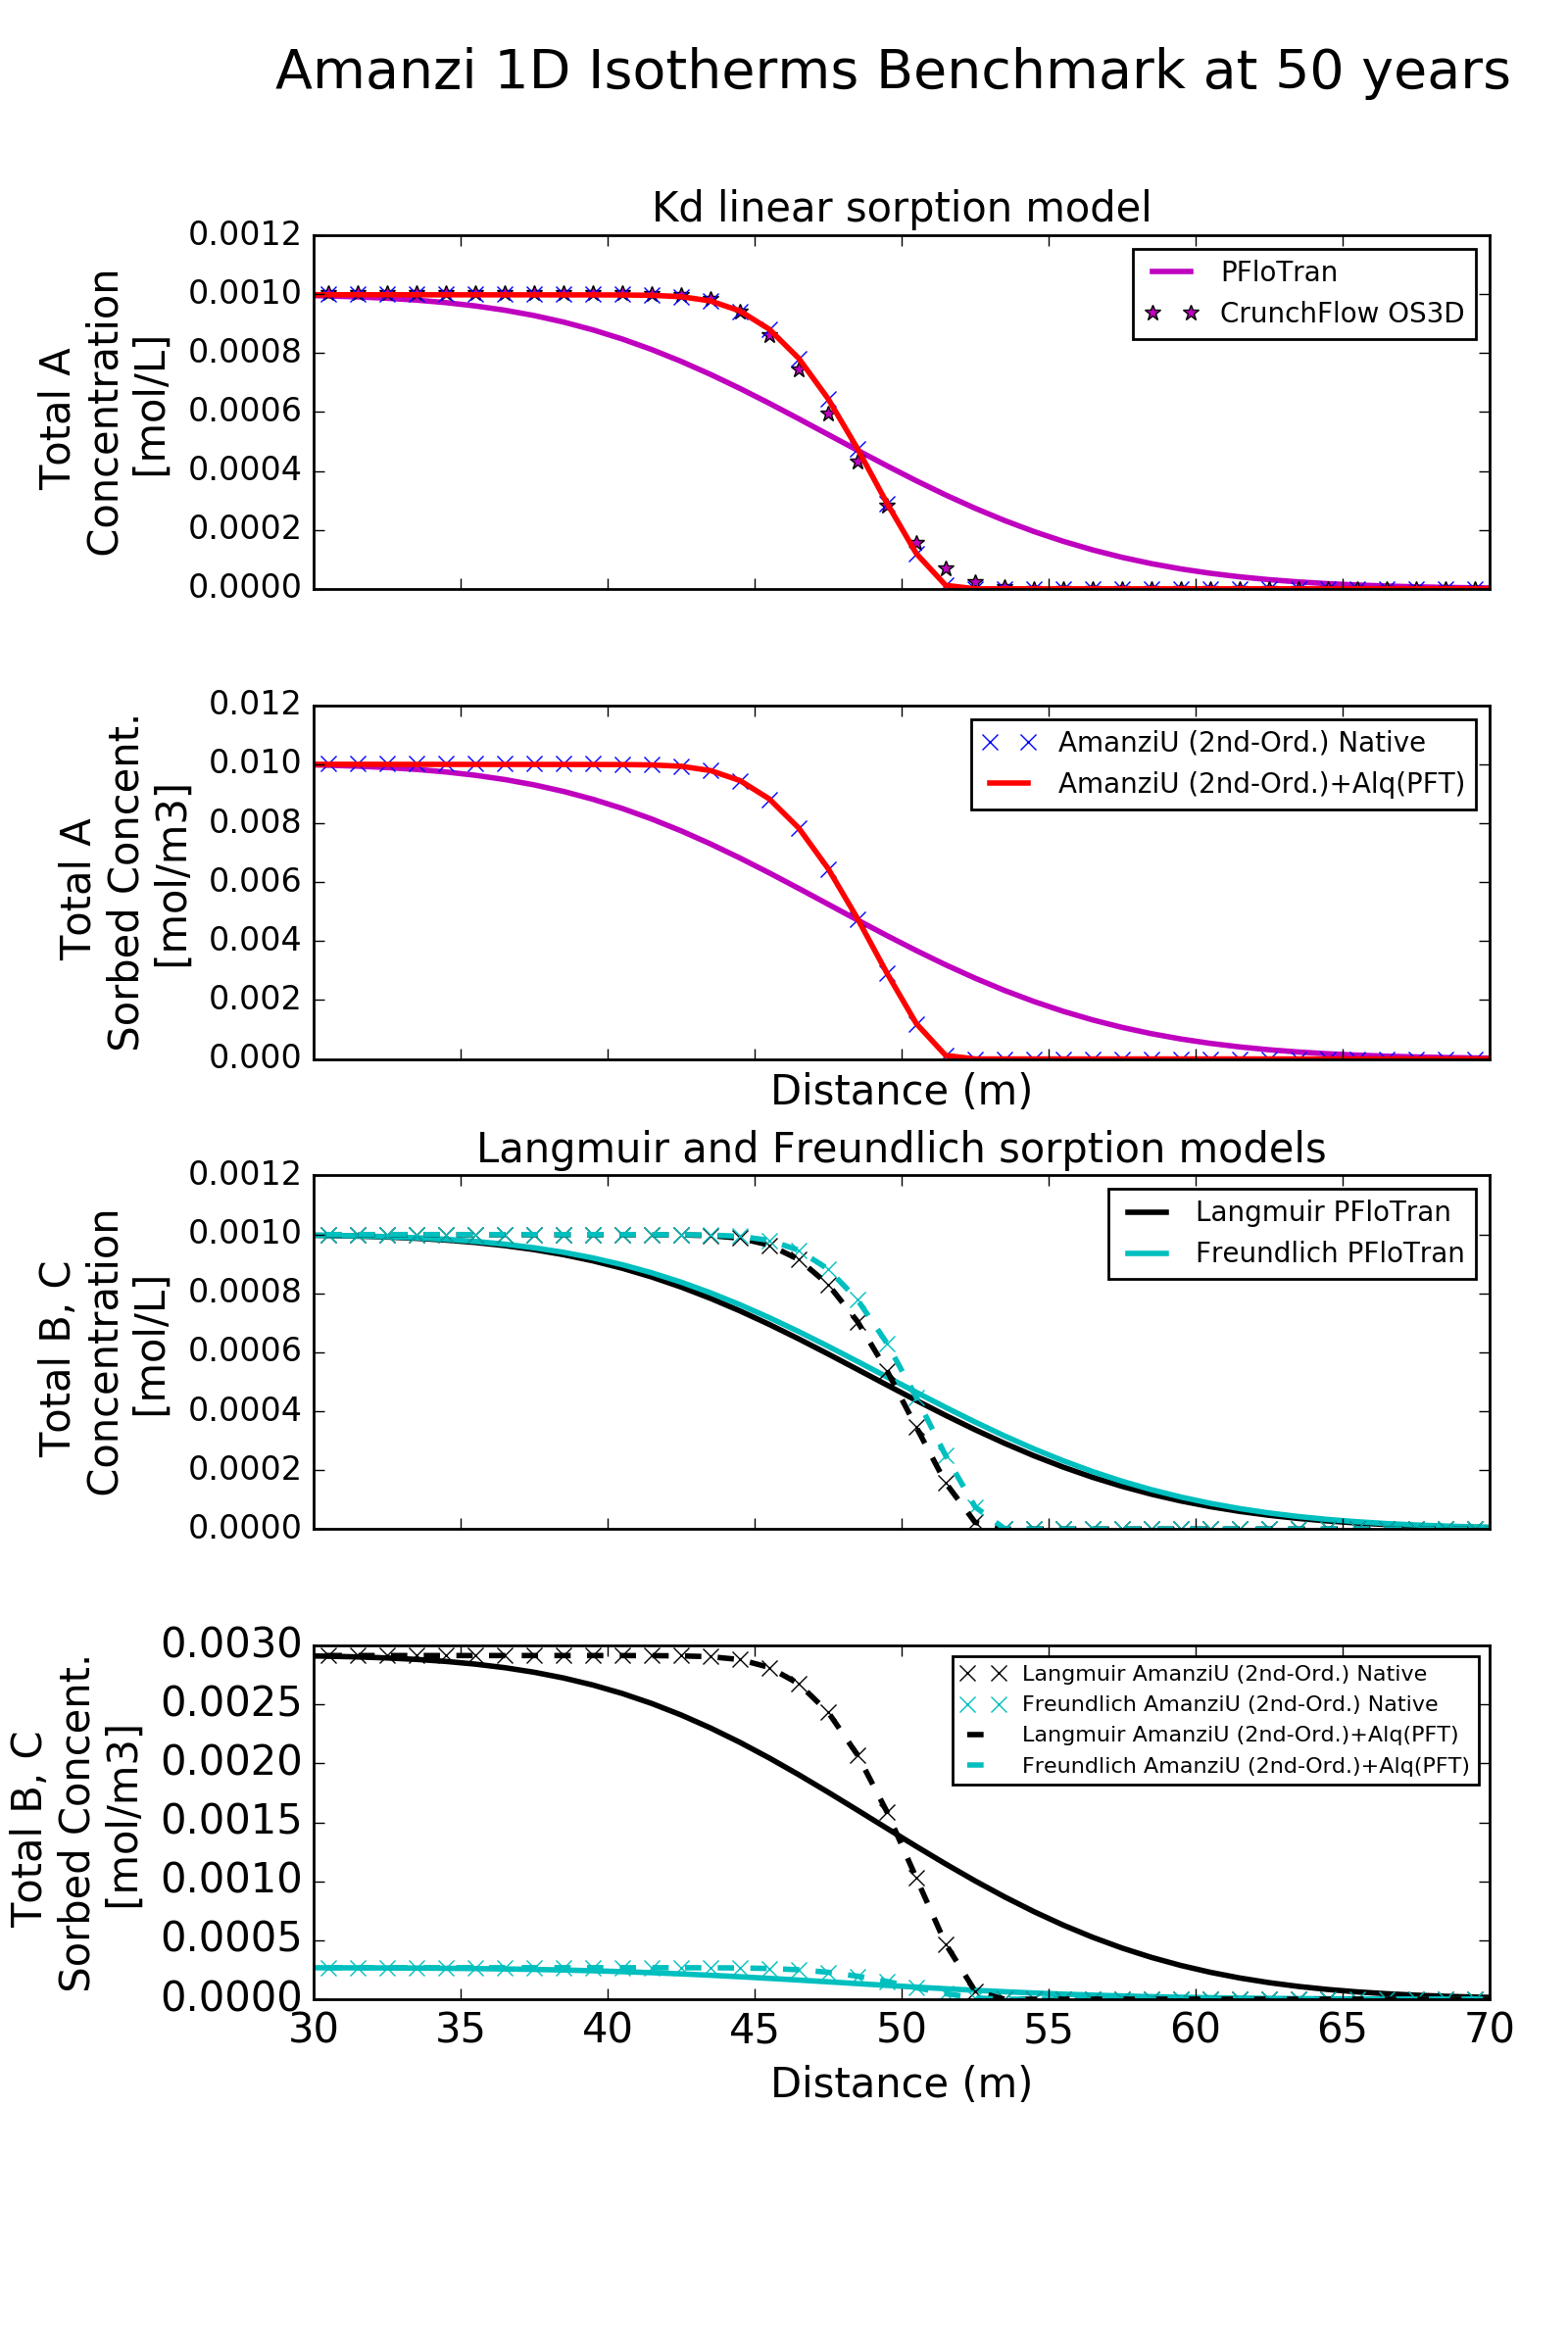 Amanzi 1D Isotherms Benchmark at 50 years
Kd linear sorption model
Total A
Concentration
[mol/L]
0.0012
0.0010
0.0008
0.0006
0.0004
0.0002
0.0000
PFloTran
CrunchFlow OS3D
Total A
Sorbed Concent.
[mol/m3]
0.012
0.010
0.008
0.006
0.004
0.002
0.000
AmanziU (2nd-Ord.) Native
AmanziU (2nd-Ord.)+Alq(PFT)
Distance (m)
Langmuir and Freundlich sorption models
Total B, C
Concentration
[mol/L]
0.0012
0.0010
0.0008
0.0006
0.0004
0.0002
0.0000
Langmuir PFloTran
Freundlich PFloTran
Total B, C
Sorbed Concent.
[mol/m3]
0.0030
0.0025
0.0020
0.0015
0.0010
0.0005
0.0000
Langmuir AmanziU (2nd-Ord.) Native
Freundlich AmanziU (2nd-Ord.) Native
Langmuir AmanziU (2nd-Ord.)+Alq(PFT)
Freundlich AmanziU (2nd-Ord.)+Alq(PFT)
30 35 40 45 50 55 60 65 70
Distance (m)